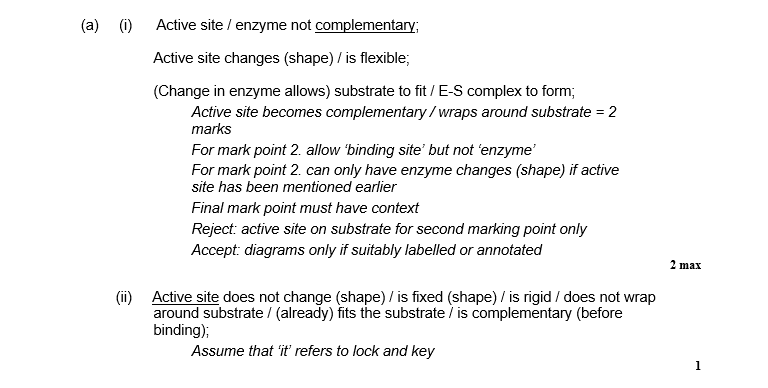 (a) (i) Active site / enzyme not complementary;
Active site changes (shape) / is flexible;
(Change in enzyme allows) substrate to fit / E-S complex to form;
Active site becomes complementary / wraps around substrate = 2
marks
For mark point 2. allow ‘binding site’ but not ‘enzyme’
For mark point 2. can only have enzyme changes (shape) if active
site has been mentioned earlier
Final mark point must have context
Reject: active site on substrate for second marking point only
Accept: diagrams only if suitably labelled or annotated
2 max
(ii) Active site does not change (shape) / is fixed (shape) / is rigid / does not wrap
around substrate / (already) fits the substrate / is complementary (before
binding);
Assume that ‘it’ refers to lock and key
1